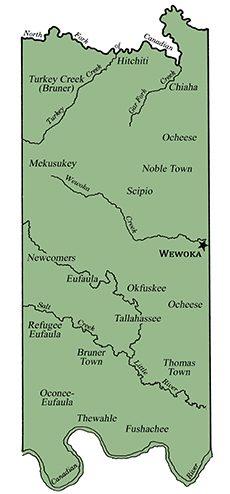 North Fork of Canadian
Hitchiti
Turkey Creek
(Bruner)
Turkey Creek
Creek
Gar Fork
Chiaha
Ocheese
Mekusukey
Noble Town
Wewoka Creek
Scipio
WEWOKA
Newcomers
Eufaula
Okfuskee
Ocheese
Salt Creek
Tallahassee
Refugee
Eufaula
Bruner
Town
Little River
Thomas
Town
Oconee-
Eufaula
Thewahle
Fushachee
Canadian River